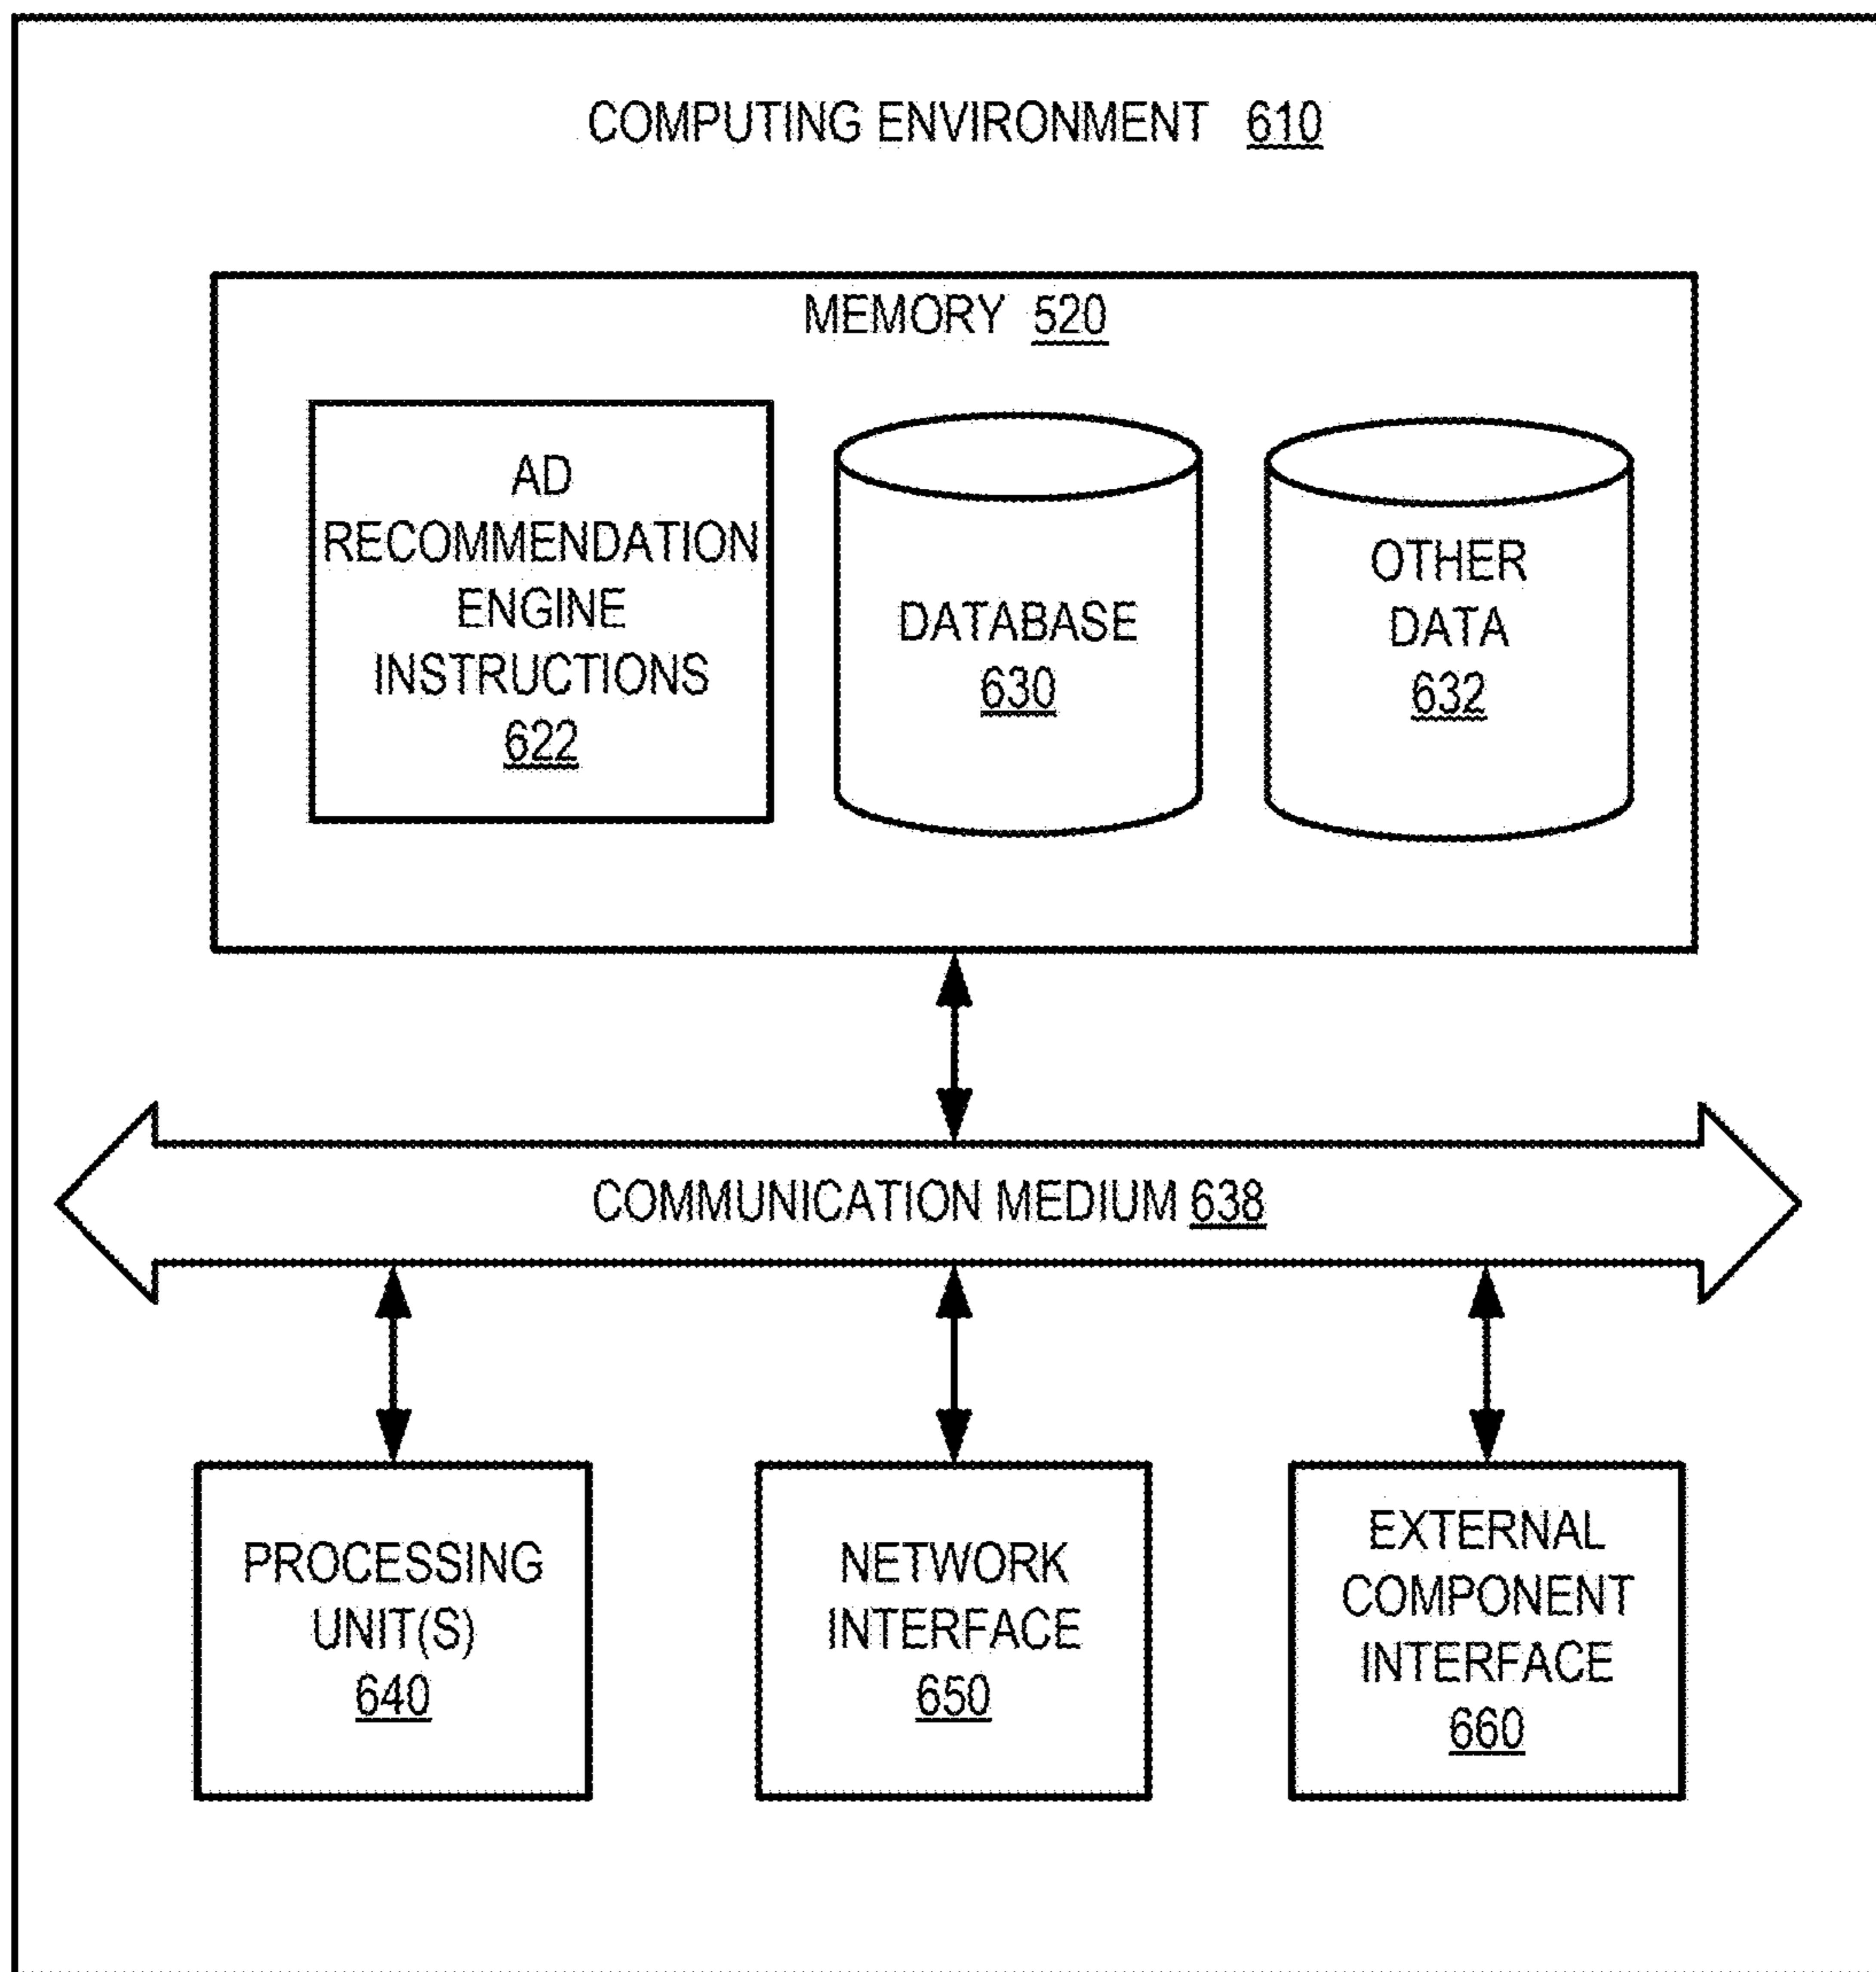 COMPUTING ENVIRONMENT 610
MEMORY 520
AD
RECOMMENDATION
ENGINE
INSTRUCTIONS
622
DATABASE
630
OTHER
DATA
632
COMMUNICATION MEDIUM 638
PROCESSING
UNIT(S)
640
NETWORK
INTERFACE
650
EXTERNAL
COMPONENT
INTERFACE
660